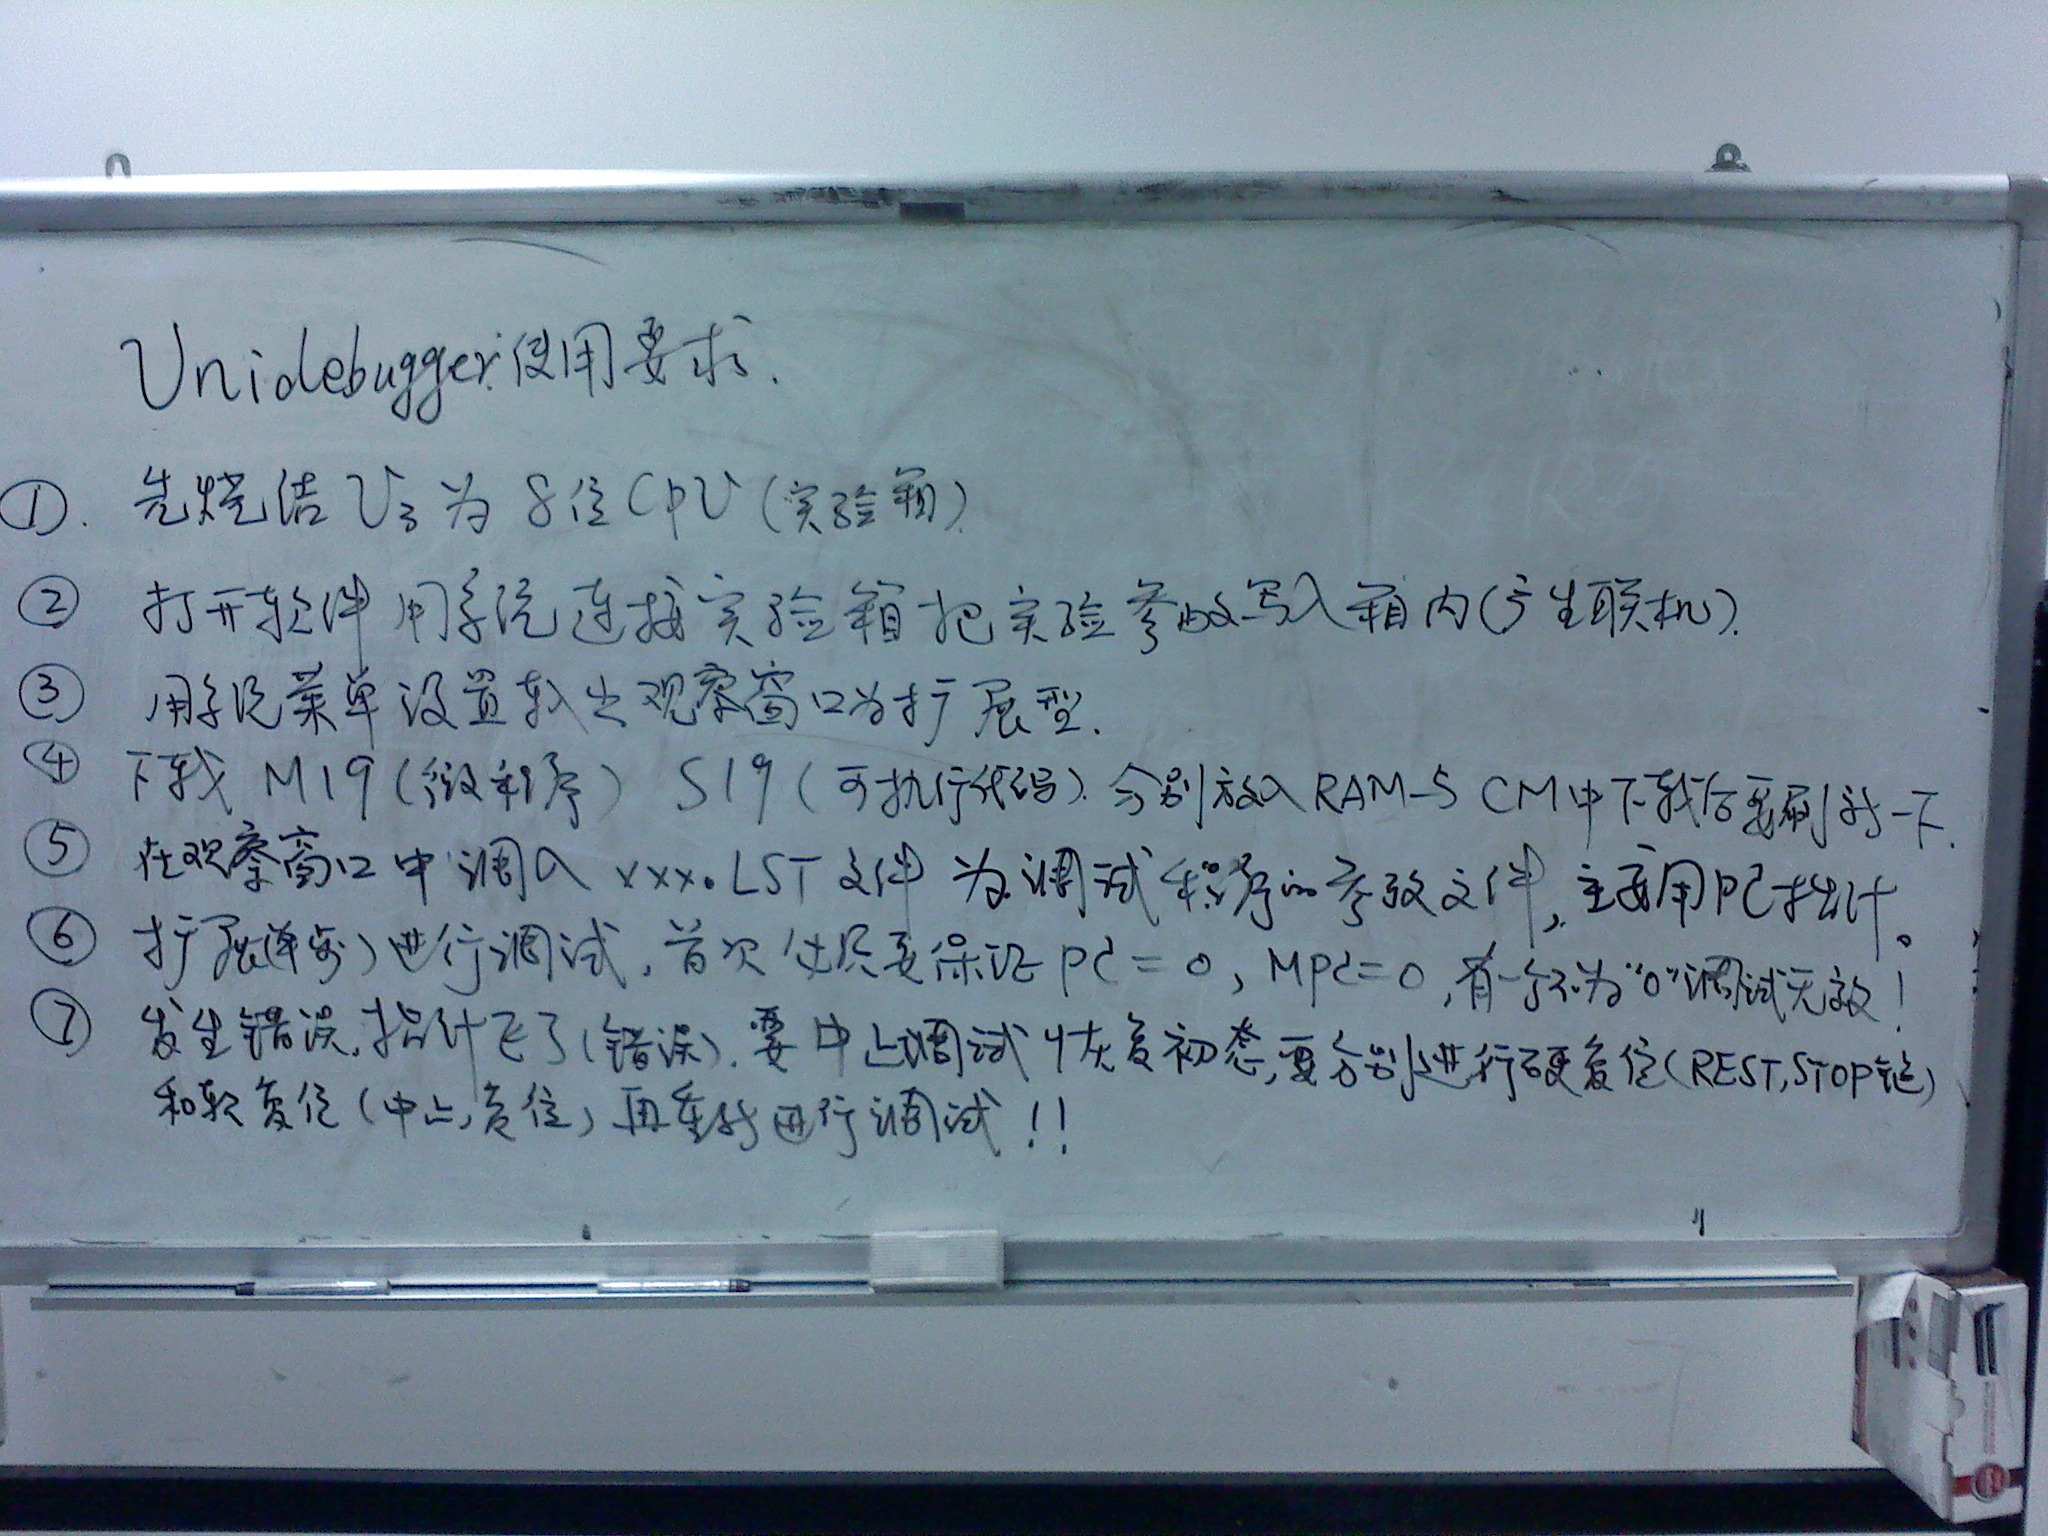 Unidebugger使用要求.
①. 先烧洁U3为8位CPU(实验箱)
② 打开软件用系统连接实验箱把实验参数写入箱内(产生联机).
③ 用系统菜单设置软出观察窗口为扩展型.
④ 下载M19(微程序) S19(可执行代码).分别放入RAM-S CM中下载后要刷新一下.
⑤ 在观察窗口中调入xxx.LST文件 为调试程序的参考文件,主要用PC指针。
⑥ 扩展(单步)进行调试,首次使用要保证PC=0,MPC=0,有一个不为"0"调试无效!
⑦ 发生错误,指针飞了(错误).要中止调试恢复初态,要分别进行硬复位(REST,STOP键)
和软复位(中止,复位)再重新进行调试!!